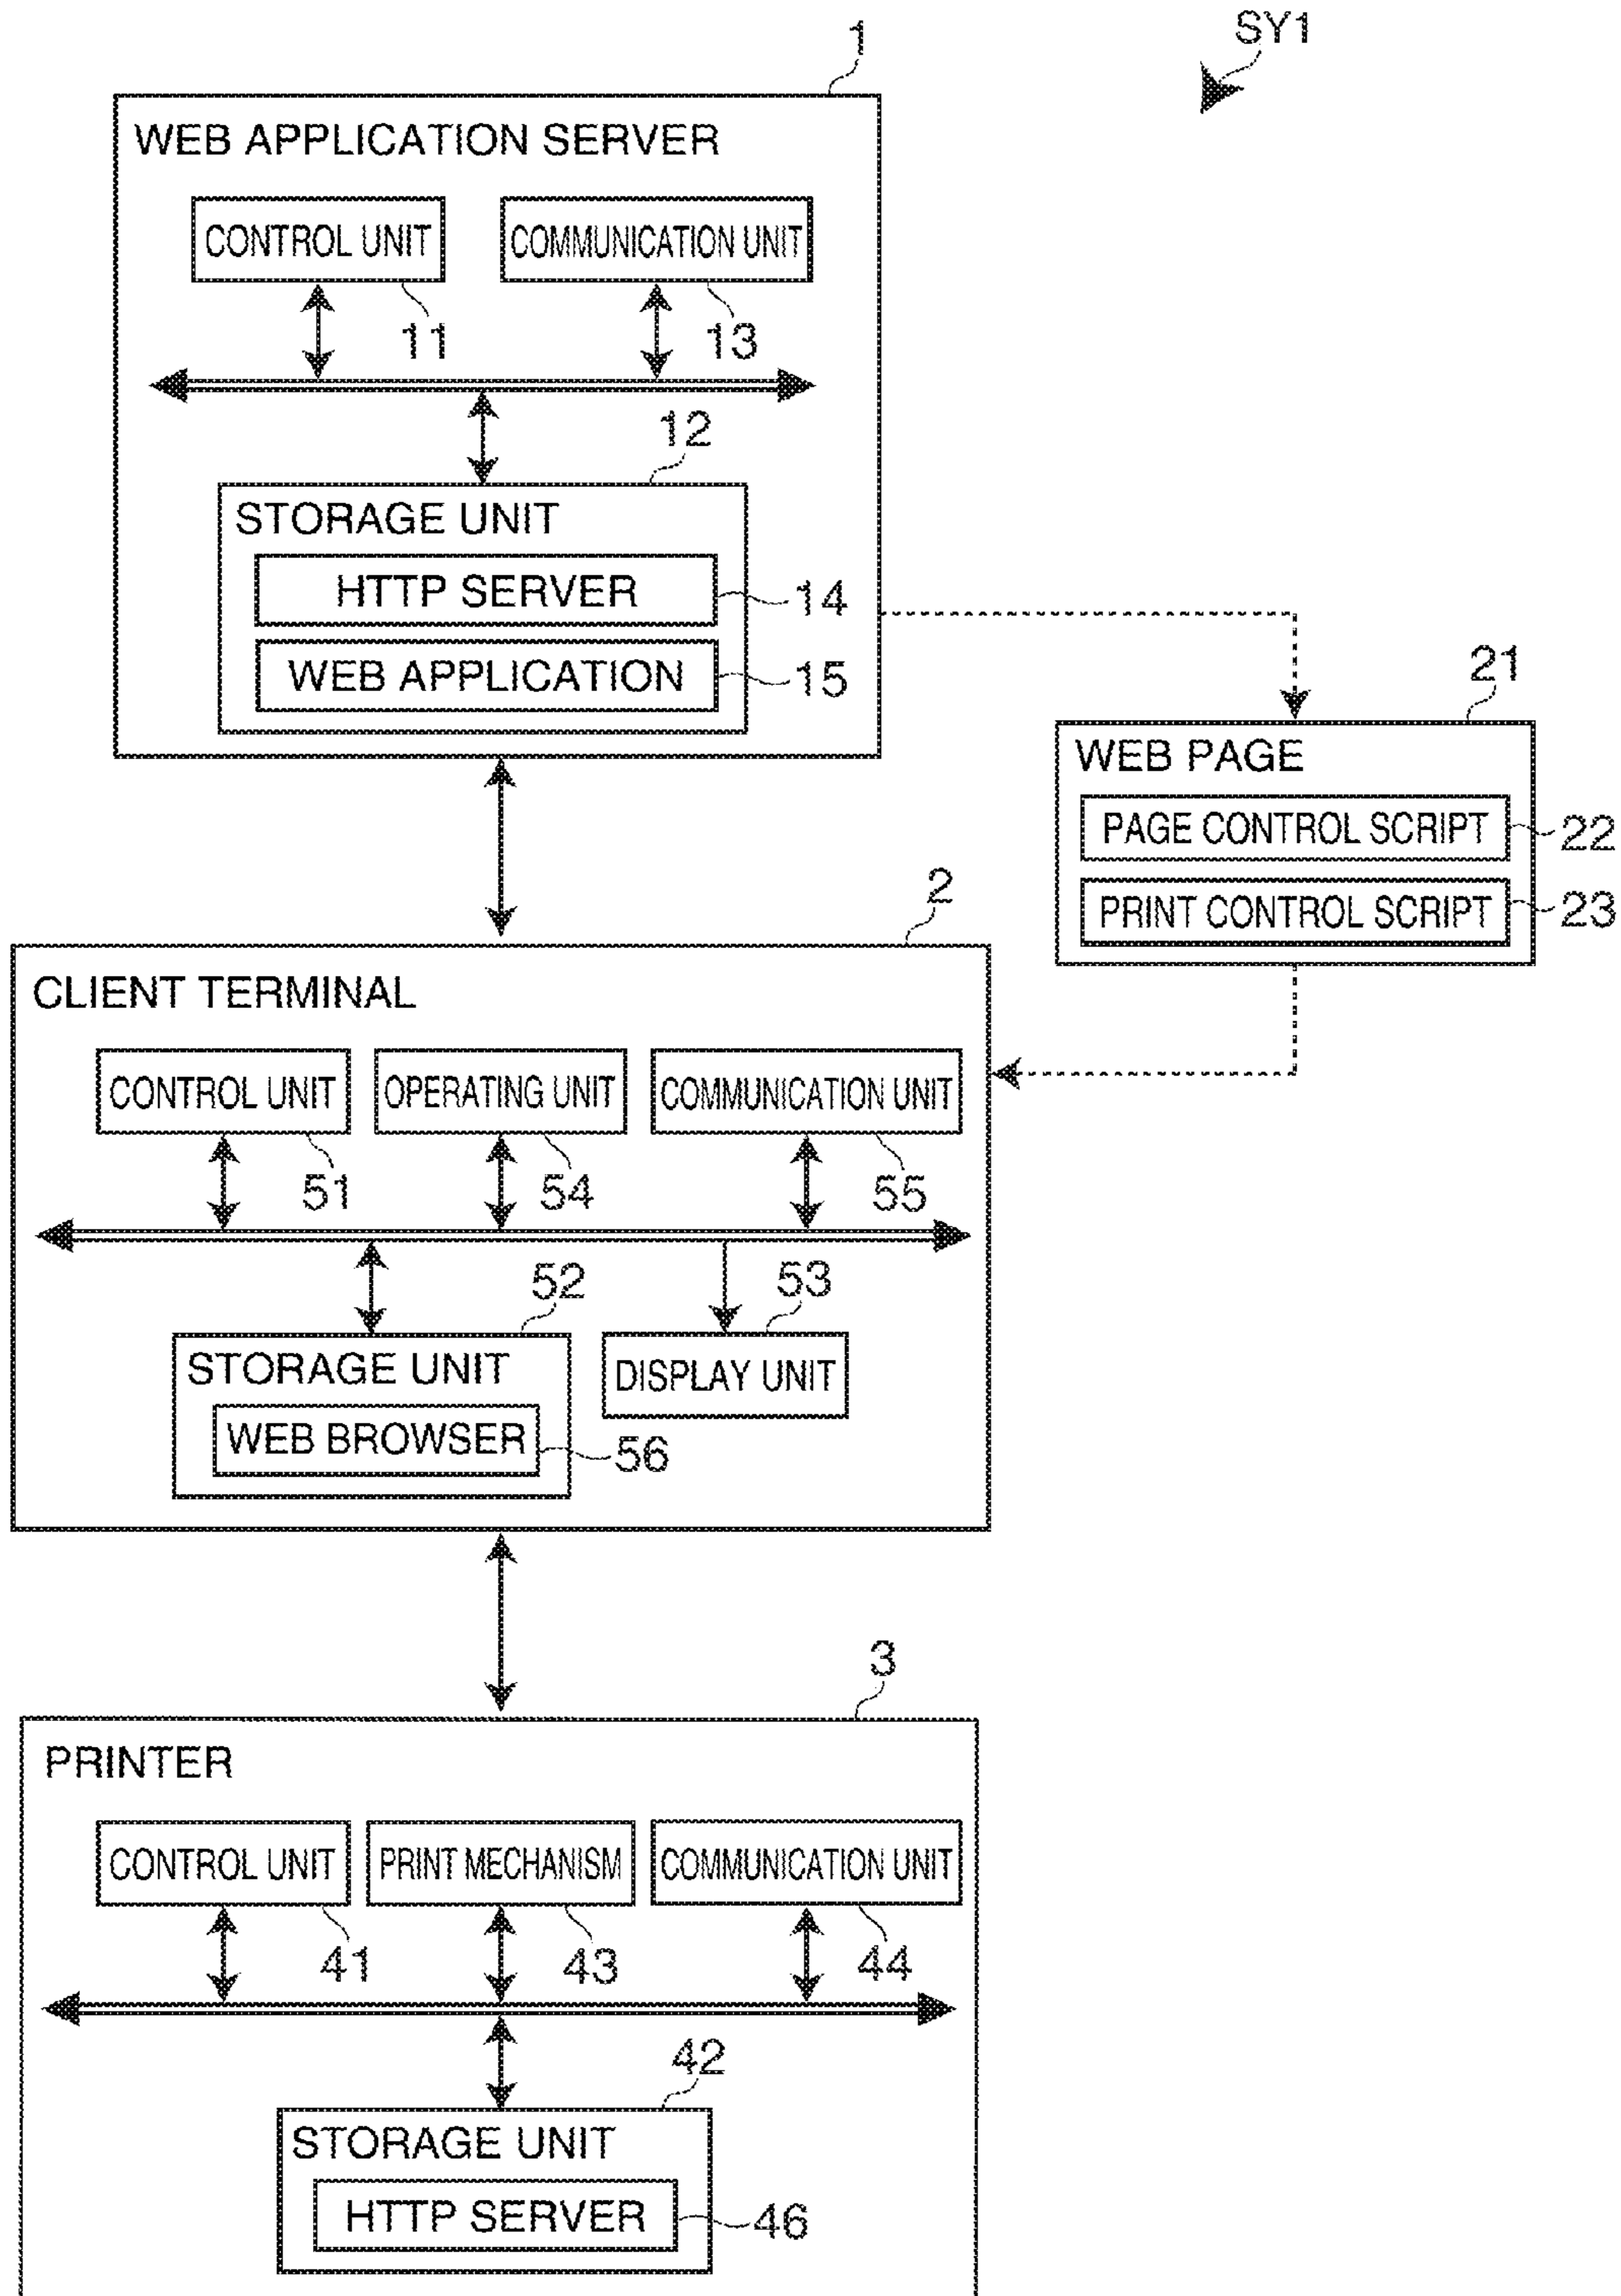 SY1
1
WEB APPLICATION SERVER
CONTROL UNIT
COMMUNICATION UNIT
11
13
12
STORAGE UNIT
HTTP SERVER
14
WEB APPLICATION
15
21
WEB PAGE
PAGE CONTROL SCRIPT
22
PRINT CONTROL SCRIPT
23
2
CLIENT TERMINAL
CONTROL UNIT
OPERATING UNIT
COMMUNICATION UNIT
51
54
55
52
53
STORAGE UNIT
DISPLAY UNIT
WEB BROWSER
56
3
PRINTER
CONTROL UNIT
PRINT MECHANISM
COMMUNICATION UNIT
41
43
44
42
STORAGE UNIT
HTTP SERVER
46